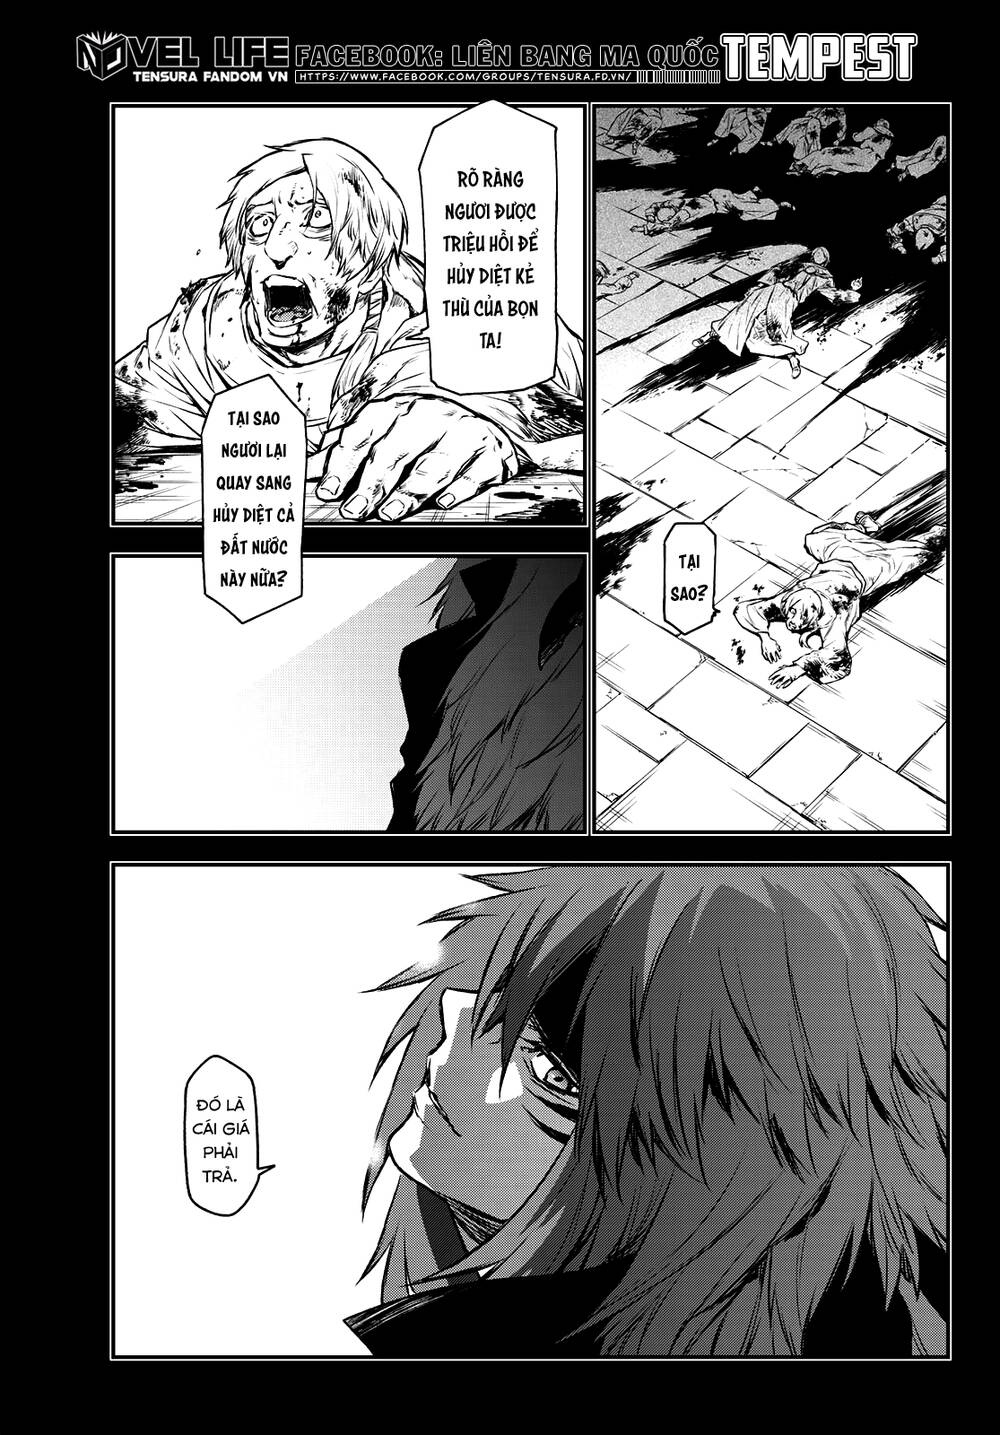 NOVEL LIFE
TENSURA FANDOM VN
FACEBOOK: LIÊN BANG MA QUỐC
HTTPS://WWW.FACEBOOK.COM/GROUPS/TENSURA.FD.VN/
TEMPEST
TẠI
SAO?
RÕ RÀNG
NGƯƠI ĐƯỢC
TRIỆU HỒI ĐỂ
HỦY DIỆT KẺ
THÙ CỦA BỌN
TA!
TẠI SAO
NGƯƠI LẠI
QUAY SANG
HỦY DIỆT CẢ
ĐẤT NƯỚC
NÀY NỮA?
ĐÓ LÀ
CÁI GIÁ
PHẢI
TRẢ.